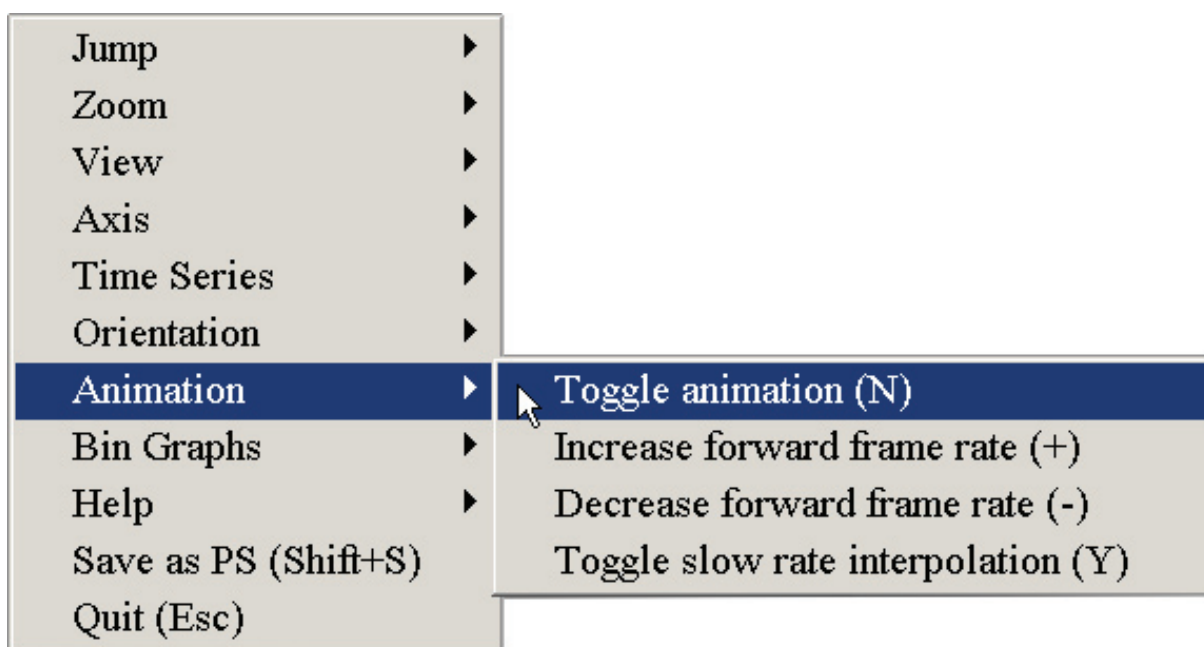 Jump
Zoom
View
Axis
Time Series
Orientation
Animation
Bin Graphs
Help
Save as PS (Shift+S)
Quit (Esc)
Toggle animation (N)
Increase forward frame rate (+)
Decrease forward frame rate (-)
Toggle slow rate interpolation (Y)